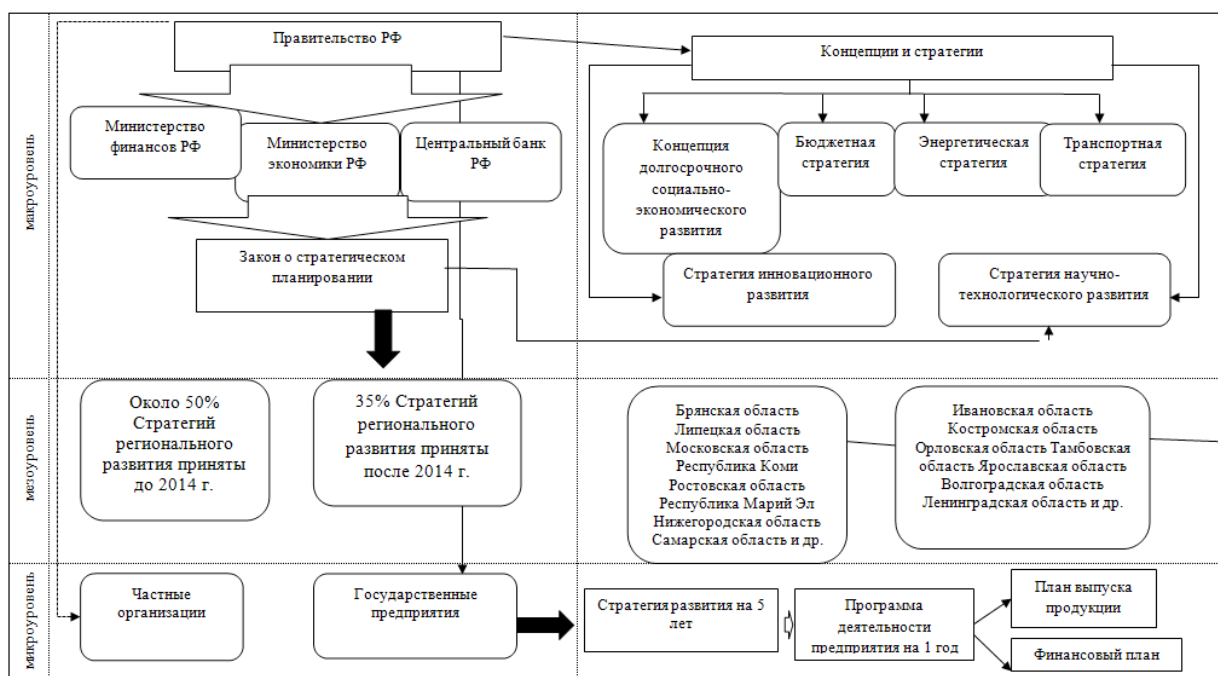 макроуровень
Правительство РФ
Министерство
финансов РФ
Министерство
экономики РФ
Центральный банк
РФ
Закон о стратегическом
планировании
Концепции и стратегии
Концепция
долгосрочного
социально-
экономического
развития
Бюджетная
стратегия
Энергетическая
стратегия
Транспортная
стратегия
Стратегия инновационного
развития
Стратегия научно-
технологического развития
мезоуровень
Около 50%
Стратегий
регионального
развития приняты
до 2014 г.
35% Стратегий
регионального
развития приняты
после 2014 г.
Брянская область
Липецкая область
Московская область
Республика Коми
Ростовская область
Республика Марий Эл
Нижегородская область
Самарская область и др.
Ивановская область
Костромская область
Орловская область Тамбовская
область Ярославская область
Волгоградская область
Ленинградская область и др.
микроуровень
Частные
организации
Государственные
предприятия
Стратегия развития на 5
лет
Программа
деятельности
предприятия на 1 год
План выпуска
продукции
Финансовый план